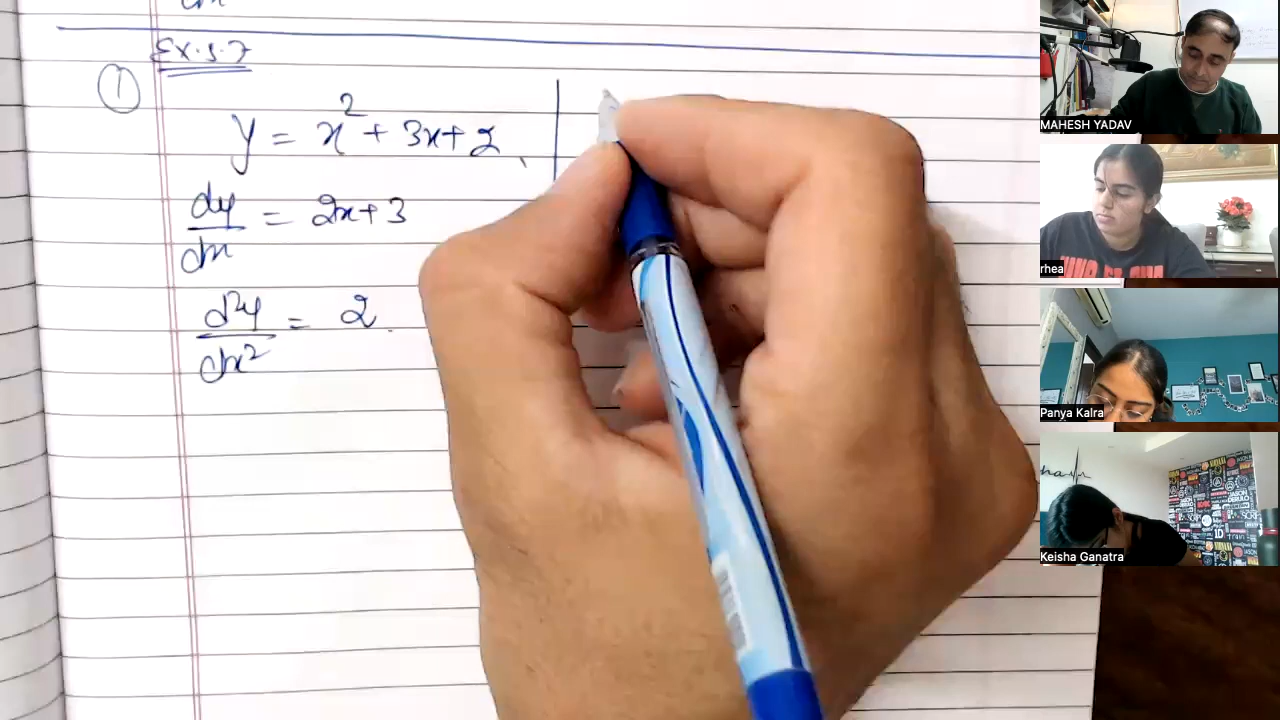 Ex. 5.7
①
y = x² + 3x + 2
dy/dx = 2x + 3
d²y/dx² = 2
MAHESH YADAV
rhea
Panya Kalra
Keisha Ganatra